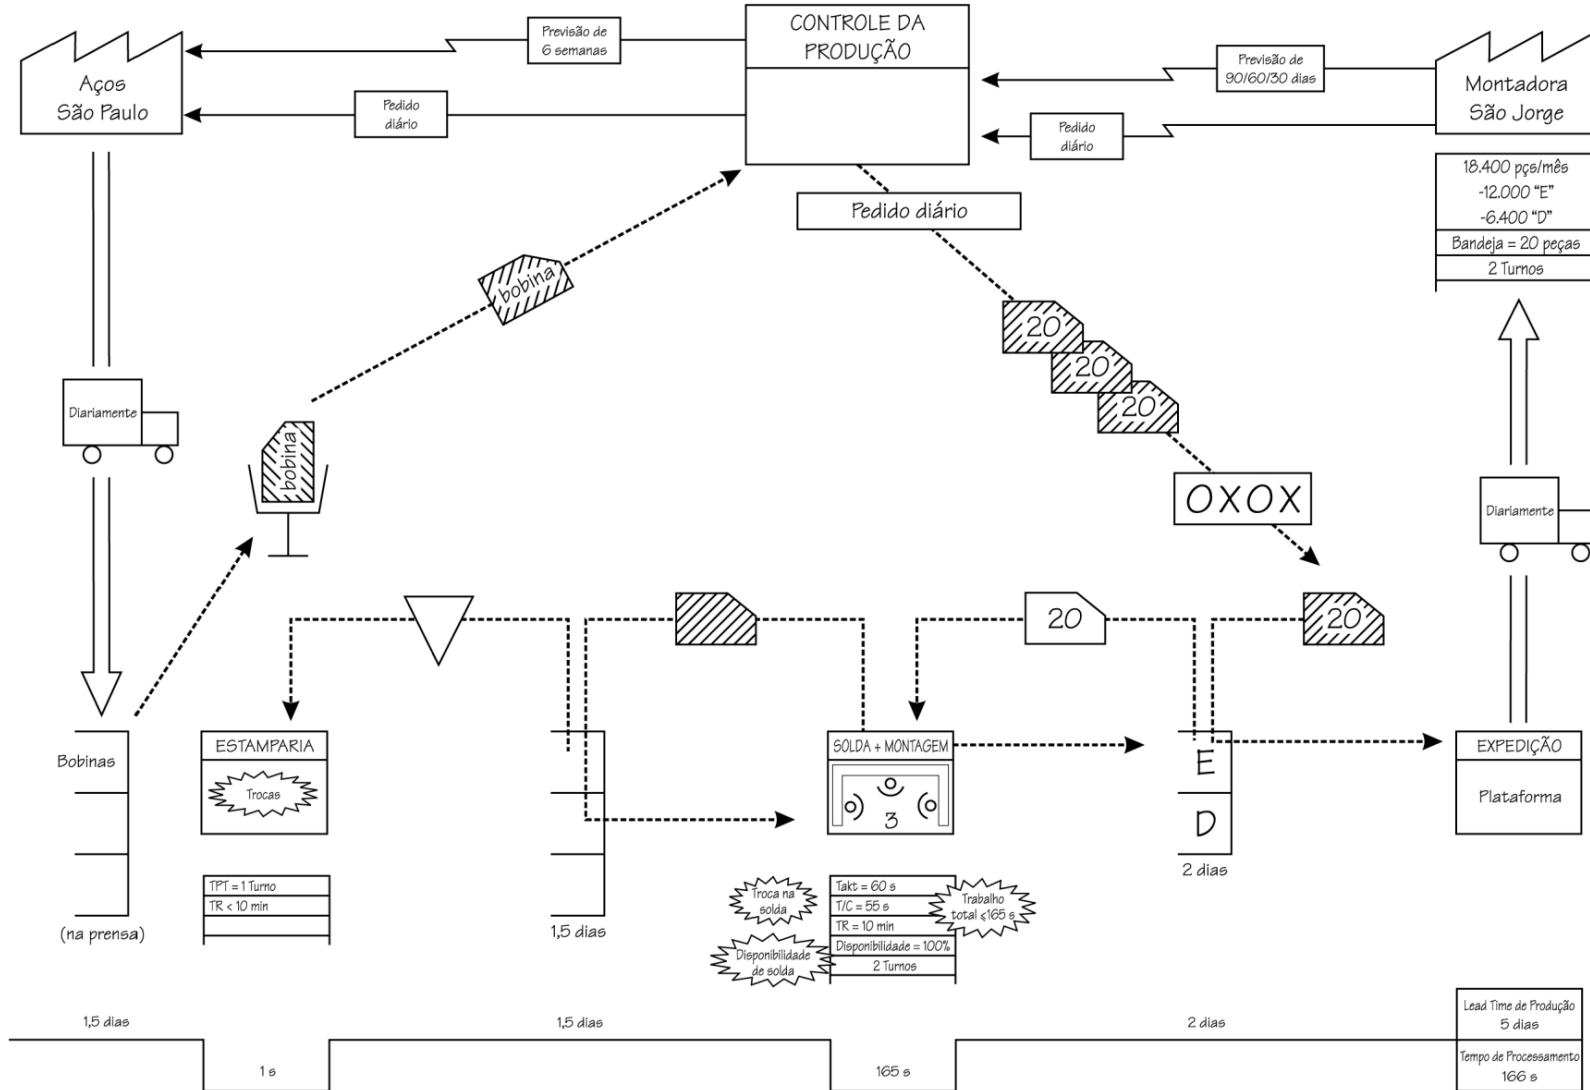 Aços
São Paulo
Previsão de
6 semanas
Pedido
diário
CONTROLE DA
PRODUÇÃO
Previsão de
90/60/30 dias
Pedido
diário
Montadora
São Jorge
18.400 pçs/mês
-12.000 “E”
-6.400 “D”
Bandeja = 20 peças
2 Turnos
Pedido diário
bobina
20
20
20
Diariamente
bobina
OXOX
Diariamente
20
20
Bobinas
(na prensa)
ESTAMPARIA
Trocas
TPT = 1 Turno
TR < 10 min
1,5 dias
SOLDA + MONTAGEM
3
Troca na
solda
Disponibilidade
de solda
Takt = 60 s
T/C = 55 s
TR = 10 min
Disponibilidade = 100%
2 Turnos
Trabalho
total ⩽165 s
E
D
2 dias
EXPEDIÇÃO
Plataforma
1,5 dias
1 s
1,5 dias
165 s
2 dias
Lead Time de Produção
5 dias
Tempo de Processamento
166 s